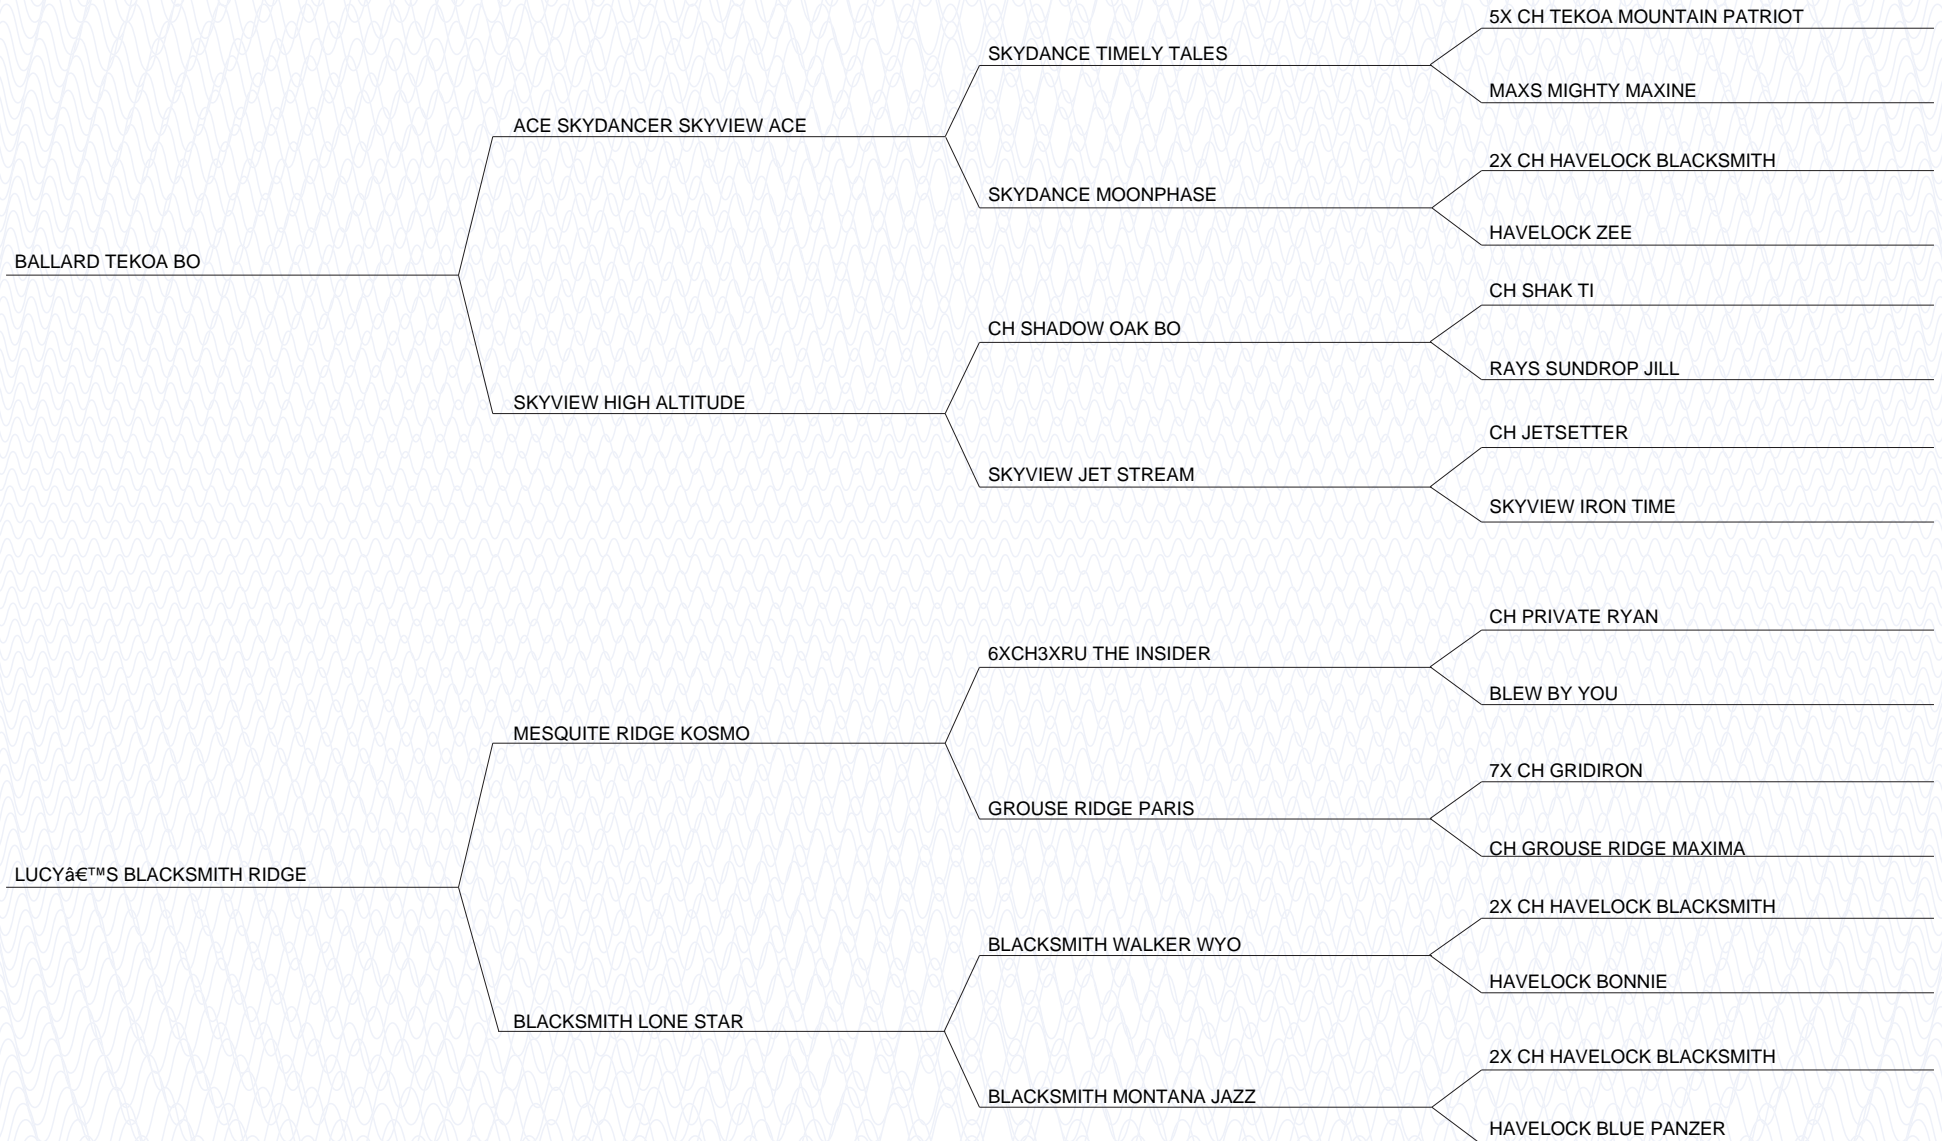 5X CH TEKOA MOUNTAIN PATRIOT
SKYDANCE TIMELY TALES
MAXS MIGHTY MAXINE
ACE SKYDANCER SKYVIEW ACE
2X CH HAVELOCK BLACKSMITH
SKYDANCE MOONPHASE
HAVELOCK ZEE
BALLARD TEKOA BO
CH SHAK TI
CH SHADOW OAK BO
RAYS SUNDROP JILL
SKYVIEW HIGH ALTITUDE
CH JETSETTER
SKYVIEW JET STREAM
SKYVIEW IRON TIME
CH PRIVATE RYAN
6XCH3XRU THE INSIDER
BLEW BY YOU
MESQUITE RIDGE KOSMO
7X CH GRIDIRON
GROUSE RIDGE PARIS
CH GROUSE RIDGE MAXIMA
LUCY’S BLACKSMITH RIDGE
2X CH HAVELOCK BLACKSMITH
BLACKSMITH WALKER WYO
HAVELOCK BONNIE
BLACKSMITH LONE STAR
2X CH HAVELOCK BLACKSMITH
BLACKSMITH MONTANA JAZZ
HAVELOCK BLUE PANZER